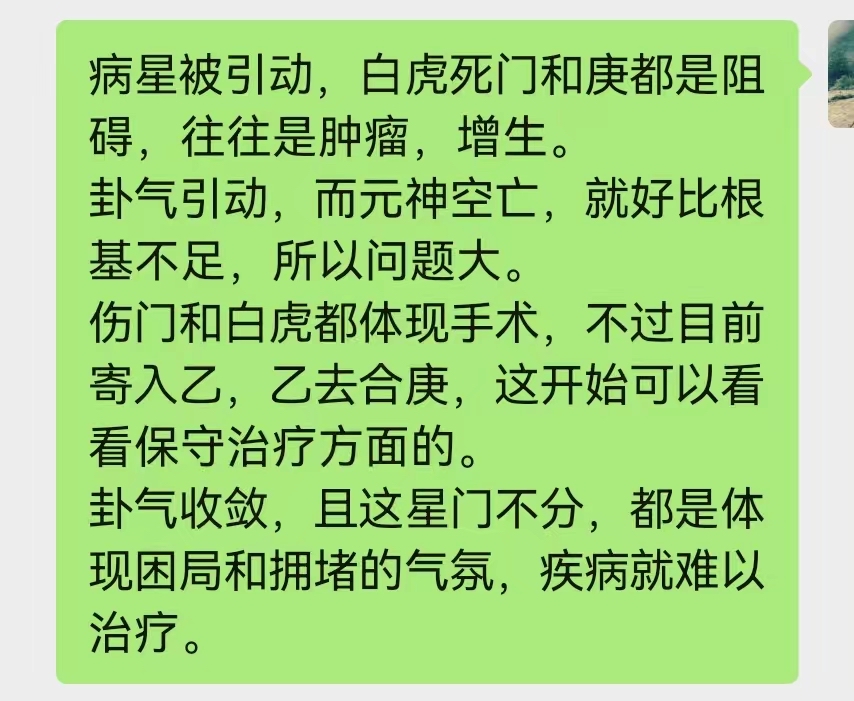 病星被引动，白虎死门和庚都是阻
碍，往往是肿瘤，增生。
卦气引动，而元神空亡，就好比根
基不足，所以问题大。
伤门和白虎都体现手术，不过目前
寄入乙，乙去合庚，这开始可以看
看保守治疗方面的。
卦气收敛，且这星门不分，都是体
现困局和拥堵的气氛，疾病就难以
治疗。